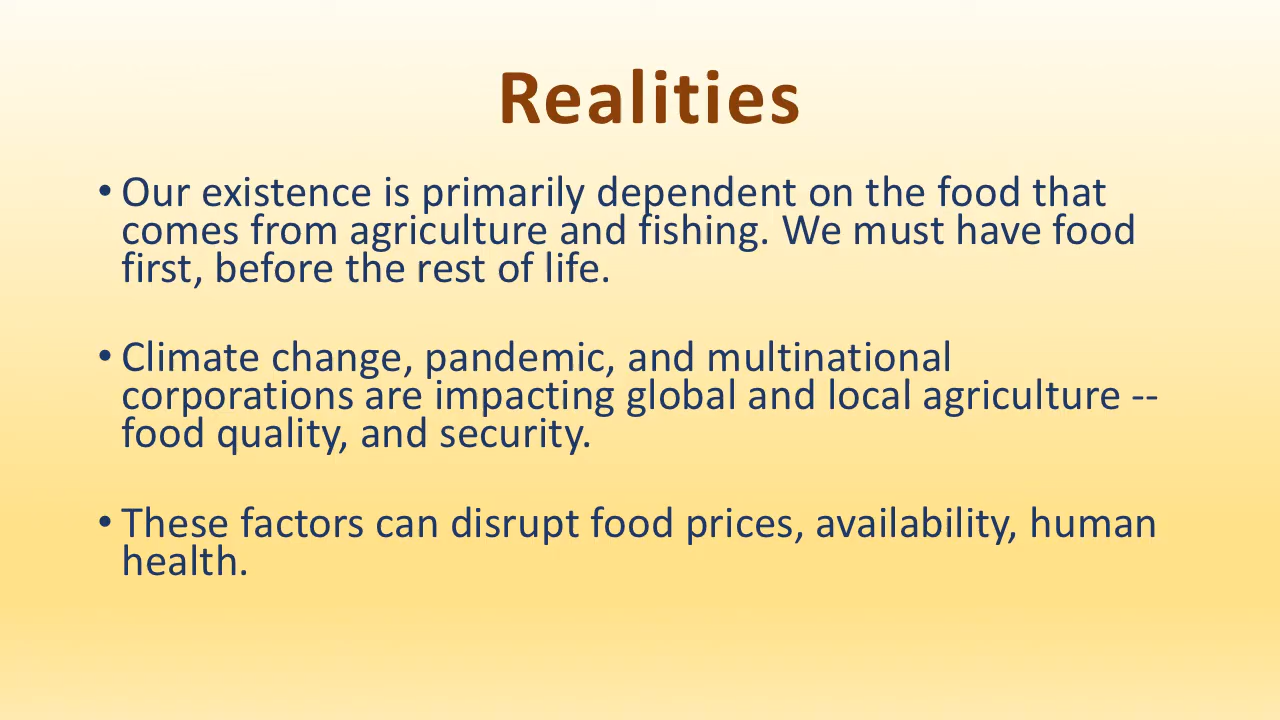 Realities
• Our existence is primarily dependent on the food that
comes from agriculture and fishing. We must have food
first, before the rest of life.
• Climate change, pandemic, and multinational
corporations are impacting global and local agriculture --
food quality, and security.
• These factors can disrupt food prices, availability, human
health.